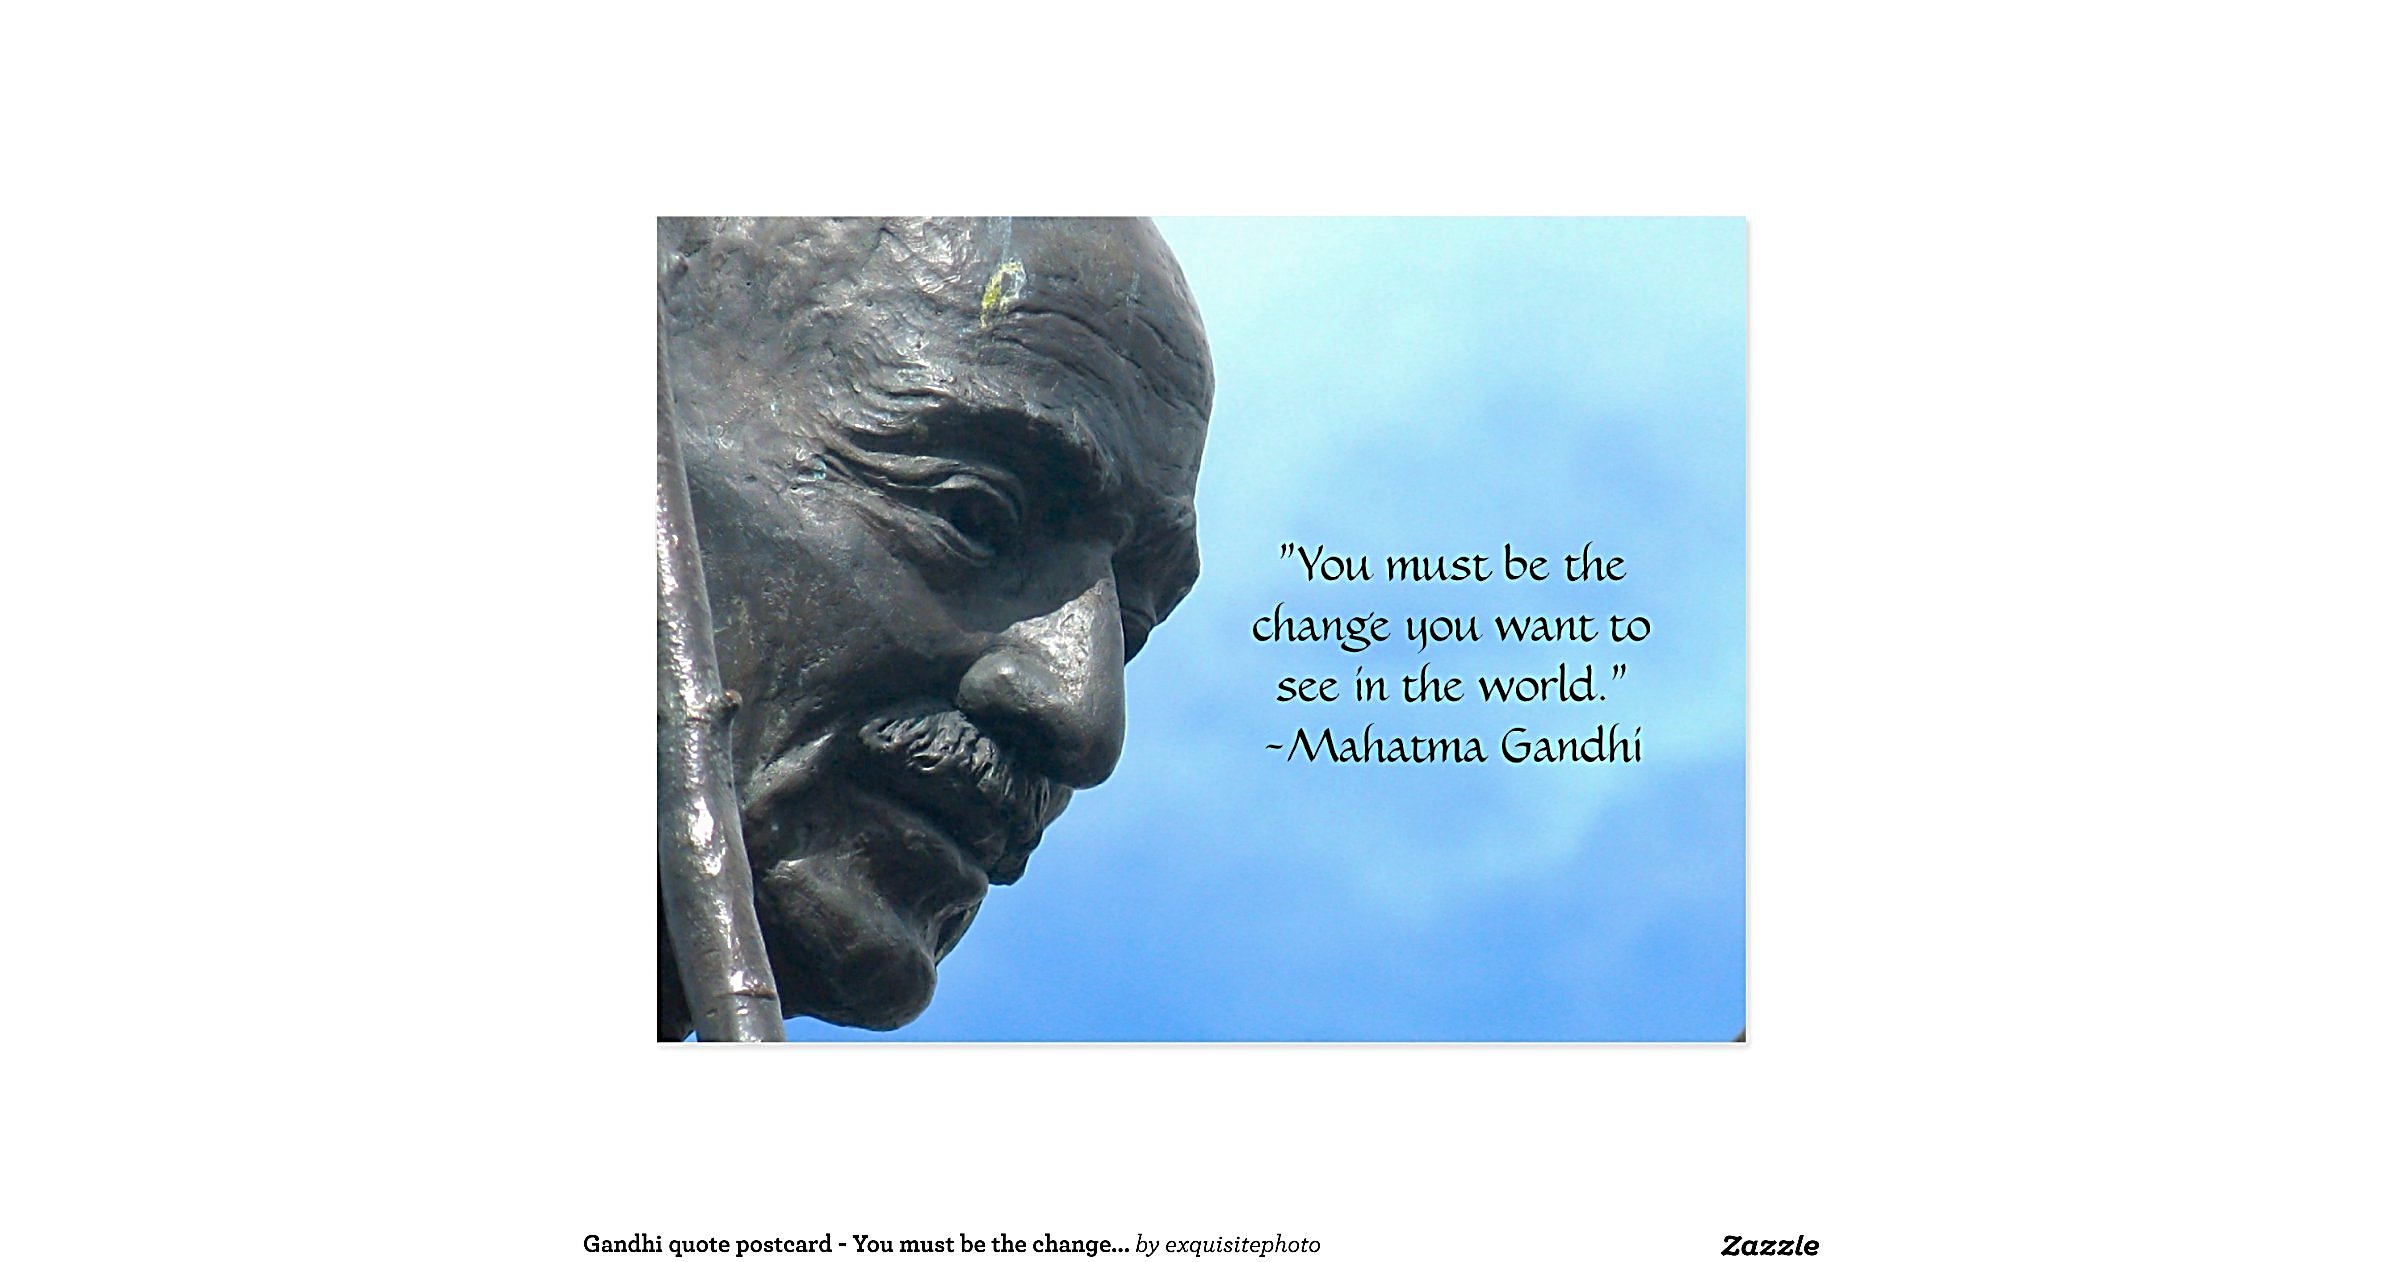 "You must be the
change you want to
see in the world."
~Mahatma Gandhi
Gandhi quote postcard - You must be the change... by exquisitephoto
Zazzle